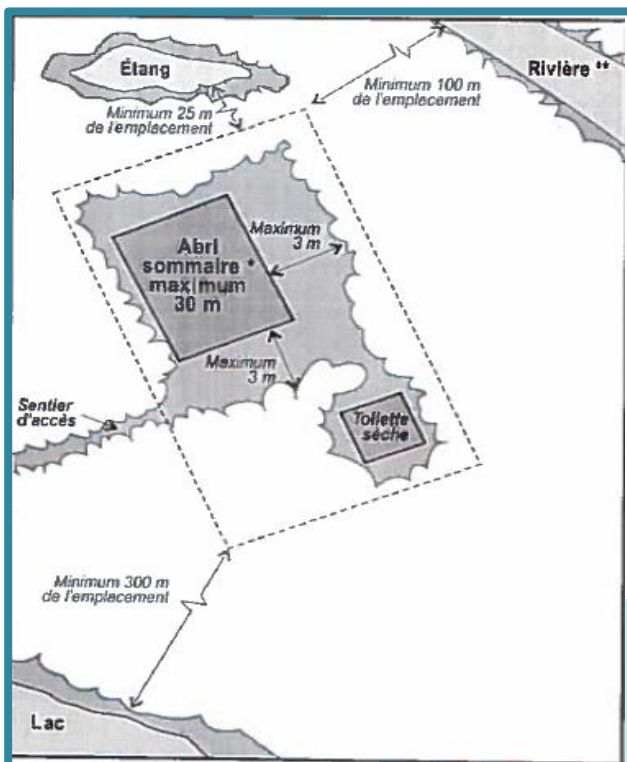 Étang
Rivière **
Minimum 100 m
de l'emplacement
Minimum 25 m
de l'emplacement
Maximum
3 m
Abri
sommaire *
maximum
30 m
Maximum
3 m
Sentier
d'accès
Toilette
sèche
Minimum 300 m
de l'emplacement
Lac